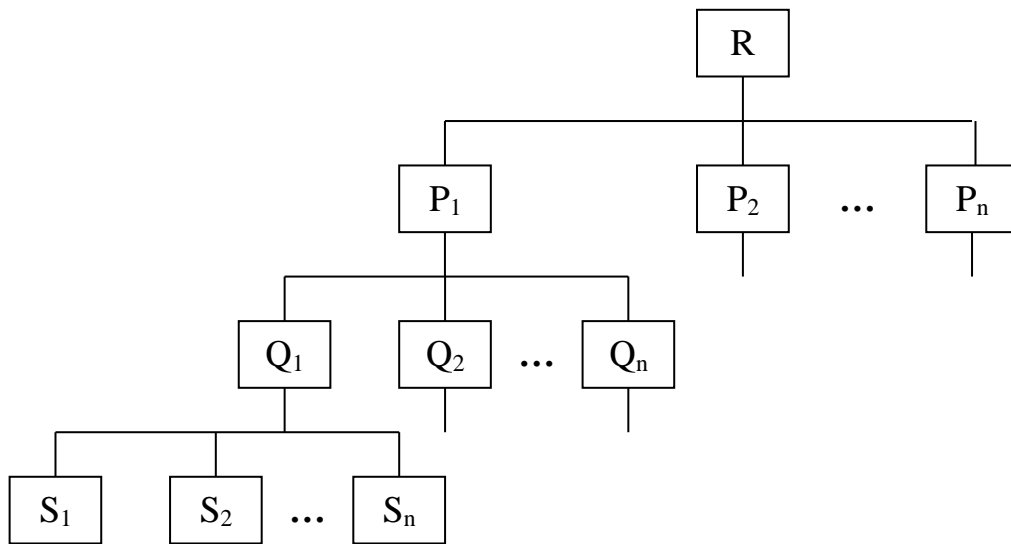 R
P₁ P₂ ... Pₙ
Q₁ Q₂ ... Qₙ
S₁ S₂ ... Sₙ